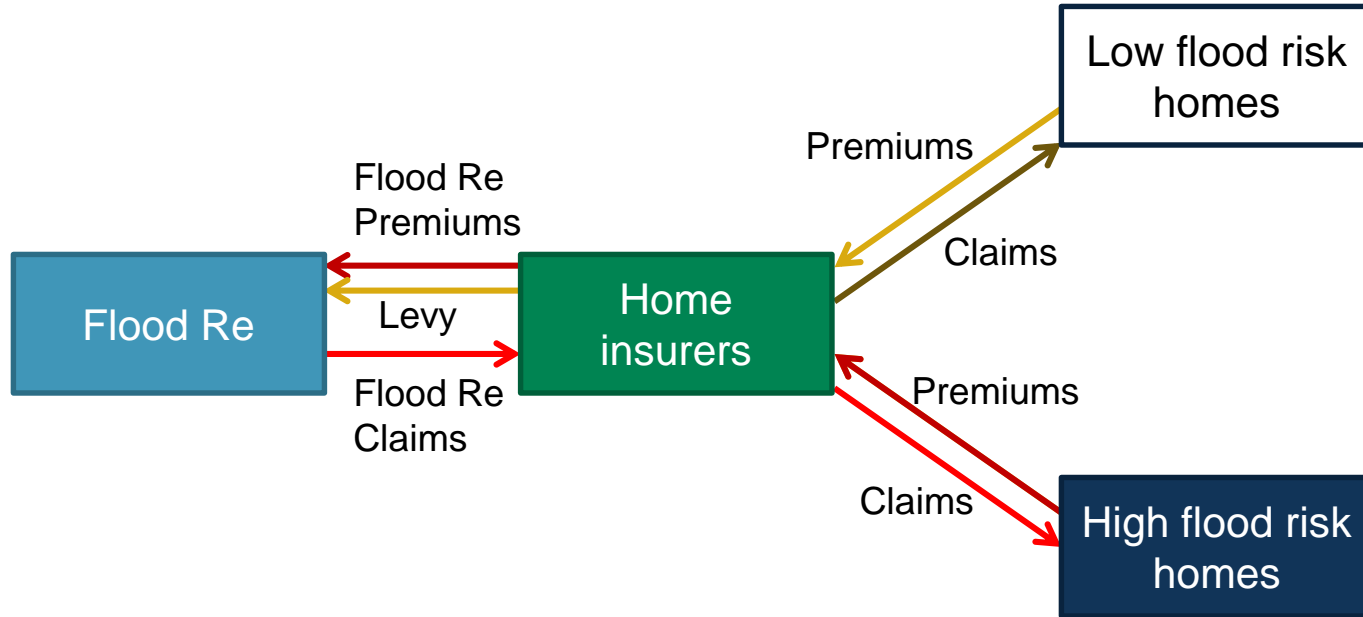 Low flood risk
homes
Premiums
Flood Re
Premiums
Claims
Flood Re
Home
insurers
Levy
Flood Re
Claims
Premiums
Claims
High flood risk
homes